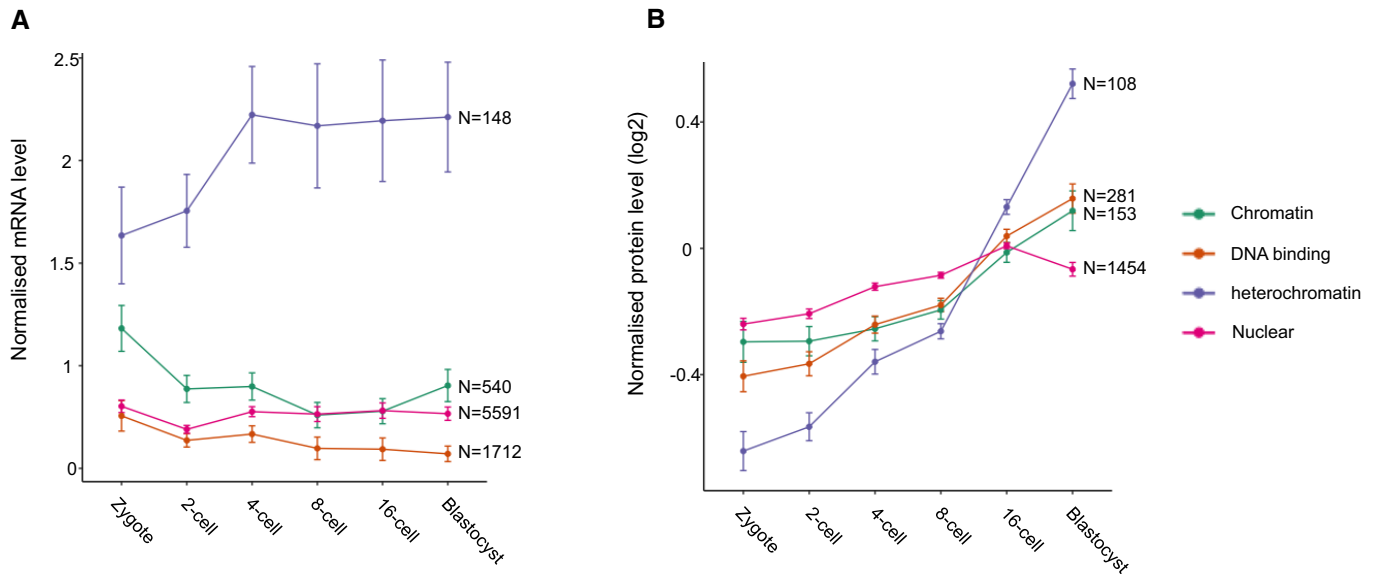 A
Normalised mRNA level
2.5
2
1.5
1
0
N=148
N=540
N=5591
N=1712
Zygote
2-cell
4-cell
8-cell
16-cell
Blastocyst
B
Normalised protein level (log2)
0.4
0
-0.4
N=108
N=281
N=153
N=1454
Zygote
2-cell
4-cell
8-cell
16-cell
Blastocyst
Chromatin
DNA binding
heterochromatin
Nuclear